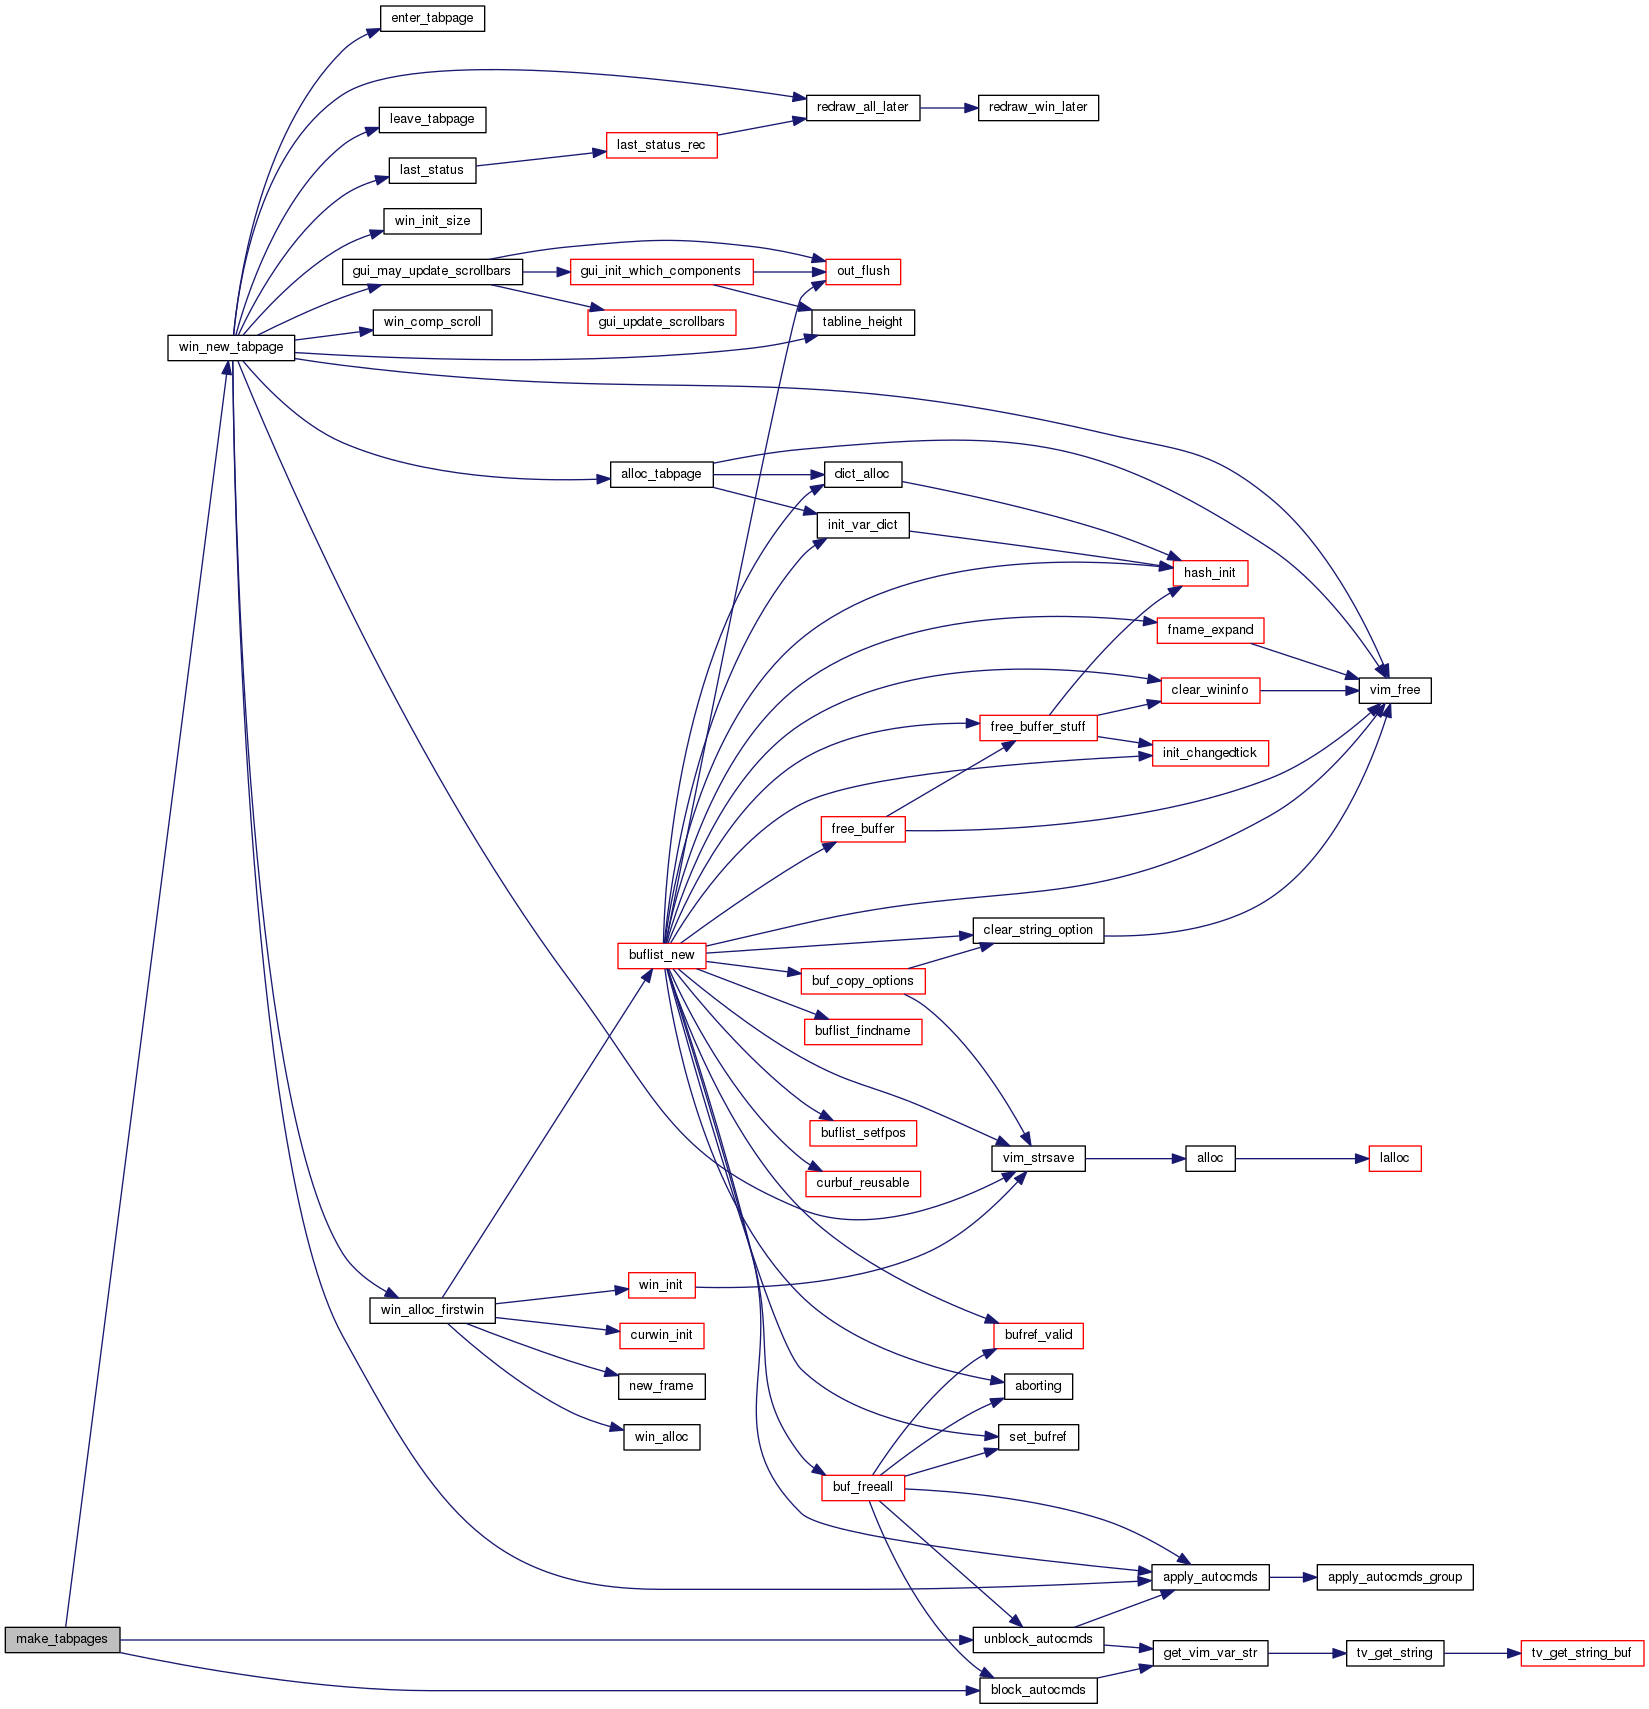 enter_tabpage
redraw_all_later
redraw_win_later
leave_tabpage
last_status_rec
last_status
win_init_size
gui_may_update_scrollbars
gui_init_which_components
out_flush
gui_update_scrollbars
tabline_height
win_comp_scroll
win_new_tabpage
alloc_tabpage
dict_alloc
init_var_dict
hash_init
fname_expand
clear_wininfo
vim_free
free_buffer_stuff
init_changedtick
free_buffer
clear_string_option
buflist_new
buf_copy_options
buflist_findname
buflist_setfpos
vim_strsave
alloc
lalloc
curbuf_reusable
win_init
win_alloc_firstwin
curwin_init
bufref_valid
new_frame
aborting
win_alloc
set_bufref
buf_freeall
apply_autocmds
apply_autocmds_group
make_tabpages
unblock_autocmds
get_vim_var_str
tv_get_string
tv_get_string_buf
block_autocmds